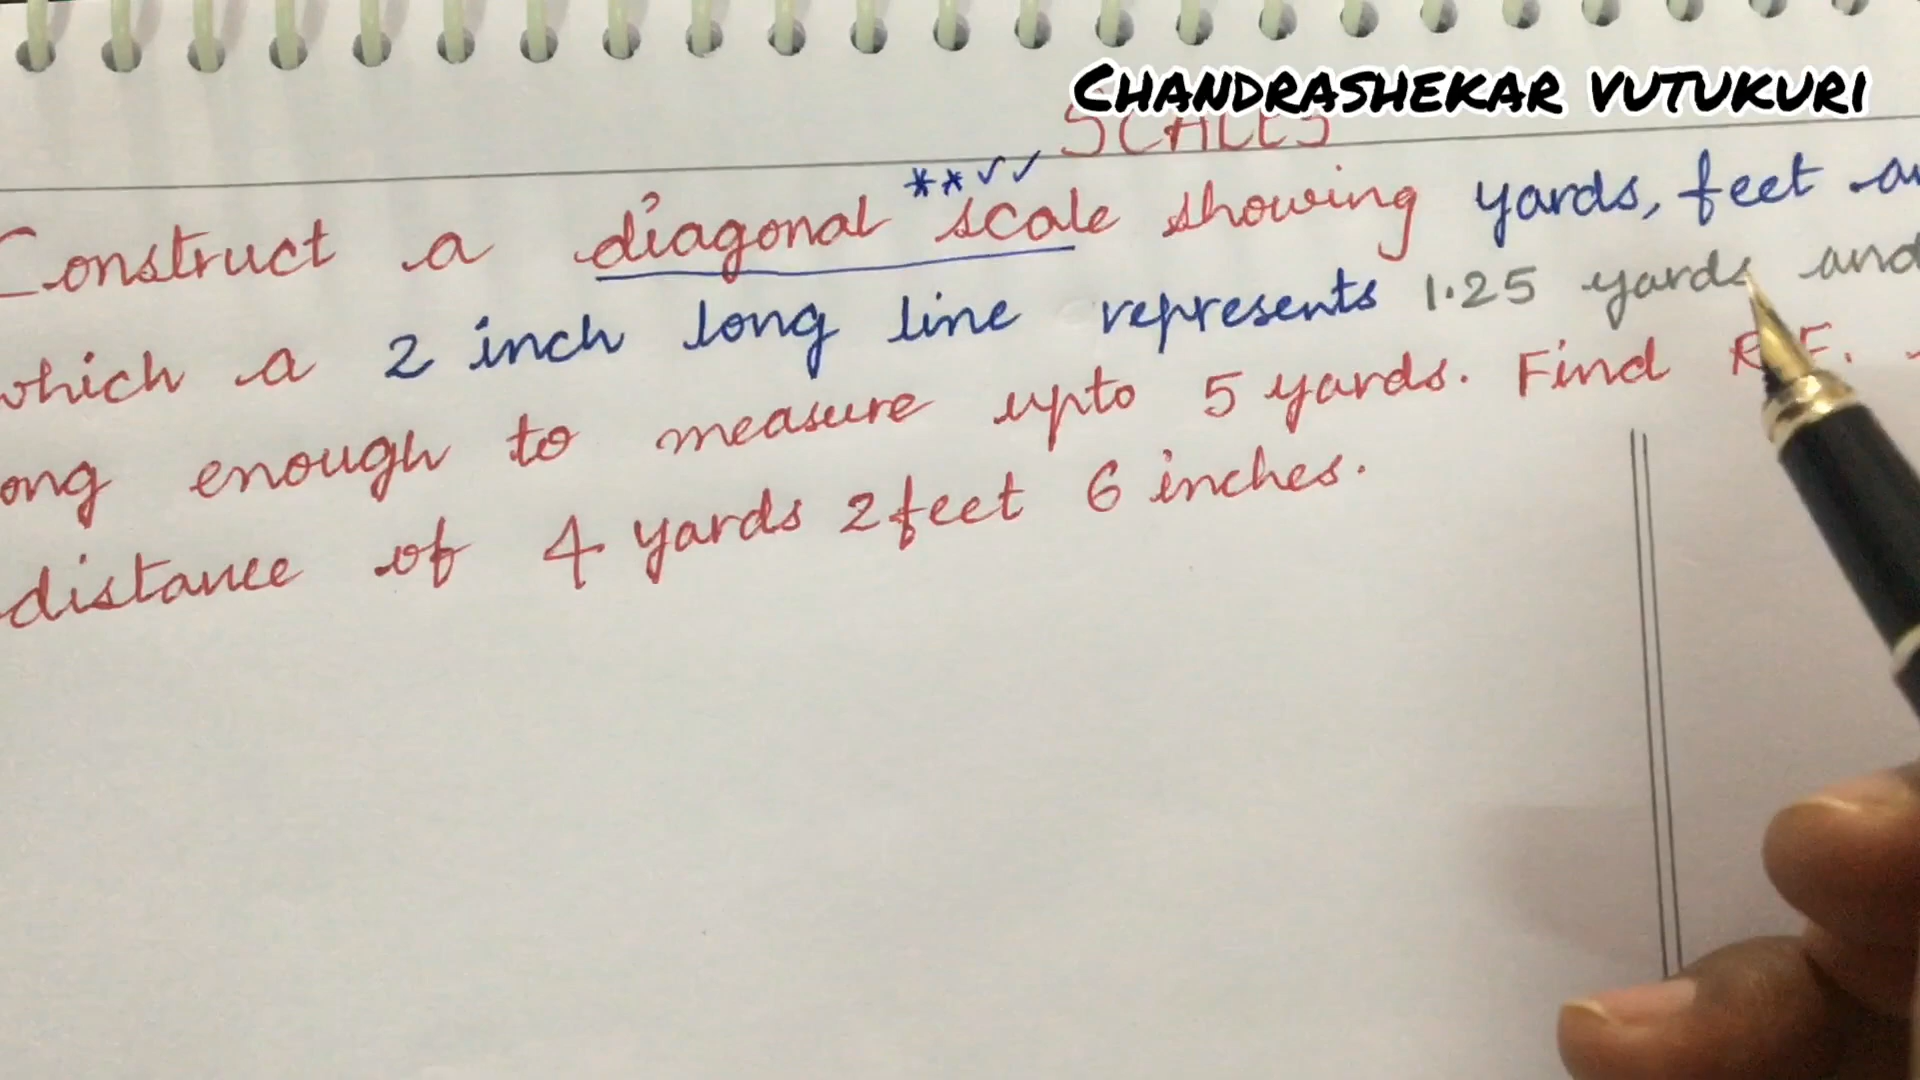 CHANDRASHEKAR VUTUKURI
SCALES
Construct a diagonal scale showing yards, feet
which a 2 inch long line represents 1.25 yards and
enough to measure upto 5 yards. Find R.F.
distance of 4 yards 2 feet 6 inches.